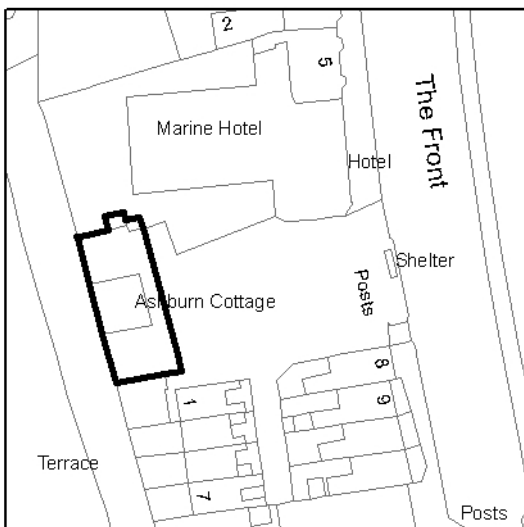 2
5
Marine Hotel
The Front
Hotel
Shelter
Ashburn Cottage
Posts
8
1
9
Terrace
7
Posts